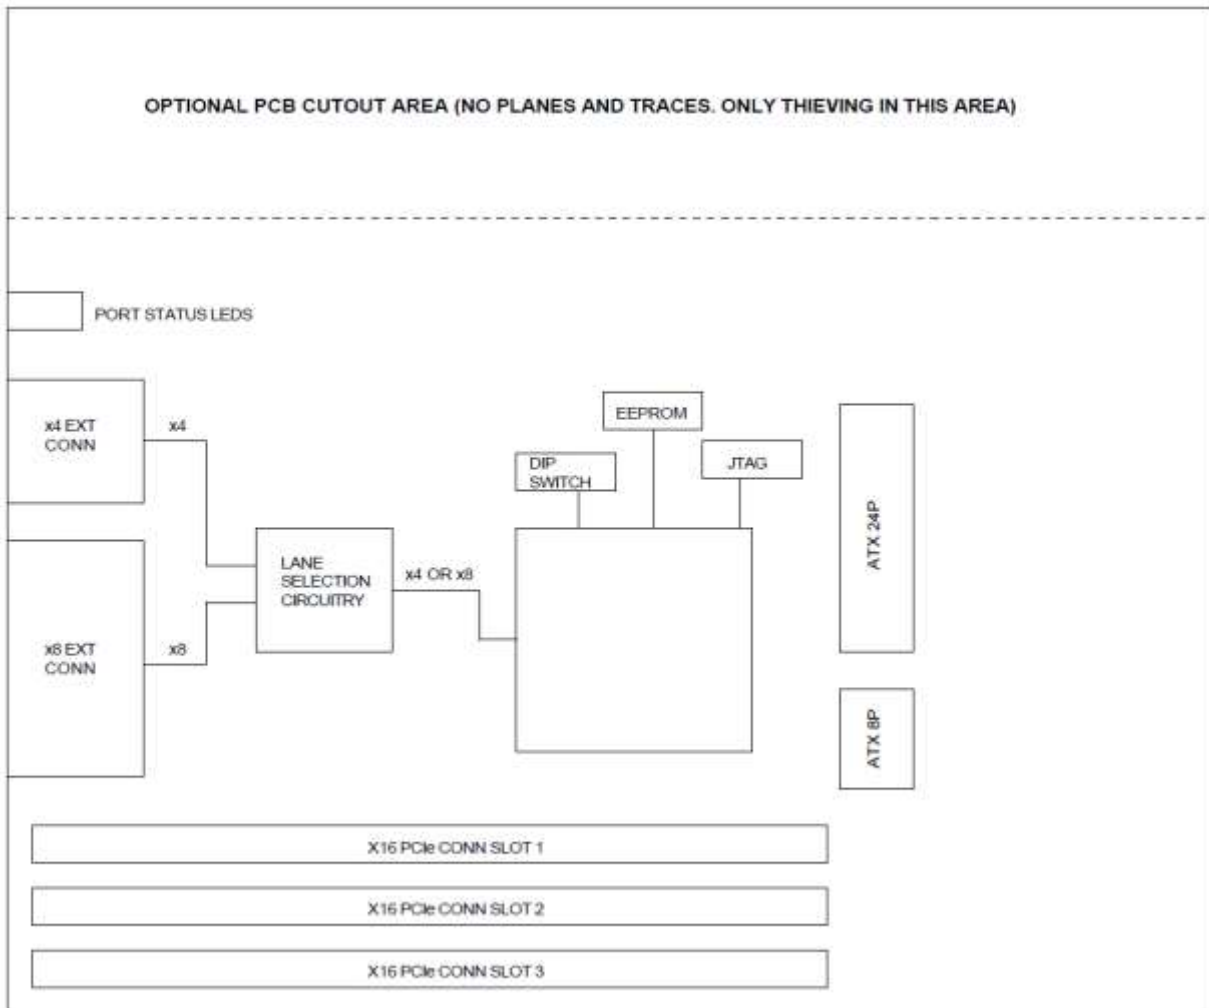 OPTIONAL PCB CUTOUT AREA (NO PLANES AND TRACES. ONLY THIEVING IN THIS AREA)
PORT STATUS LEDS
x4 EXT
CONN
x4
EEPROM
DIP
SWITCH
JTAG
ATX 24P
LANE
SELECTION
CIRCUITRY
x4 OR x8
x8 EXT
CONN
x8
ATX 8P
X16 PCIe CONN SLOT 1
X16 PCIe CONN SLOT 2
X16 PCIe CONN SLOT 3